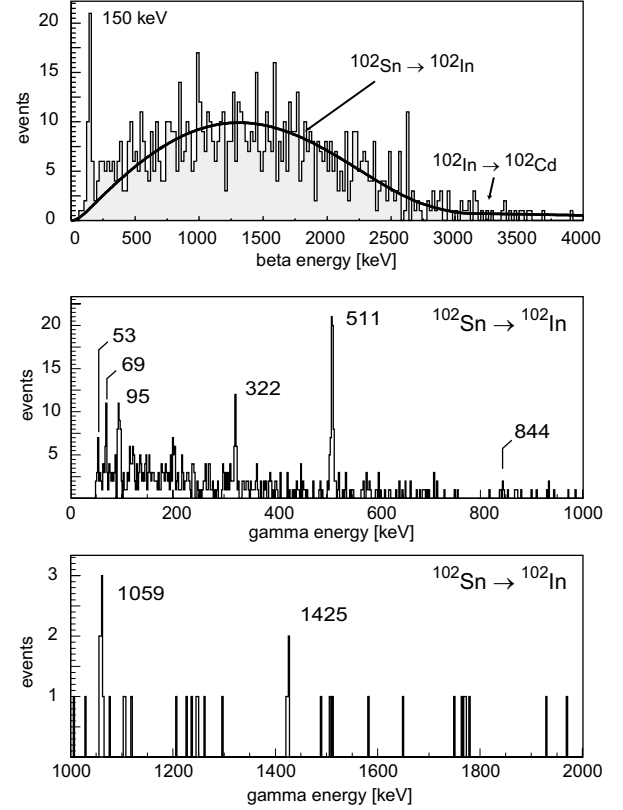 20
15
10
5
0
events
150 keV
¹⁰²Sn → ¹⁰²In
¹⁰²In → ¹⁰²Cd
0 500 1000 1500 2000 2500 3000 3500 4000
beta energy [keV]
20
15
10
5
events
53
69
95
322
511
844
¹⁰²Sn → ¹⁰²In
0 200 400 600 800 1000
gamma energy [keV]
3
2
1
events
1059
1425
¹⁰²Sn → ¹⁰²In
1000 1200 1400 1600 1800 2000
gamma energy [keV]